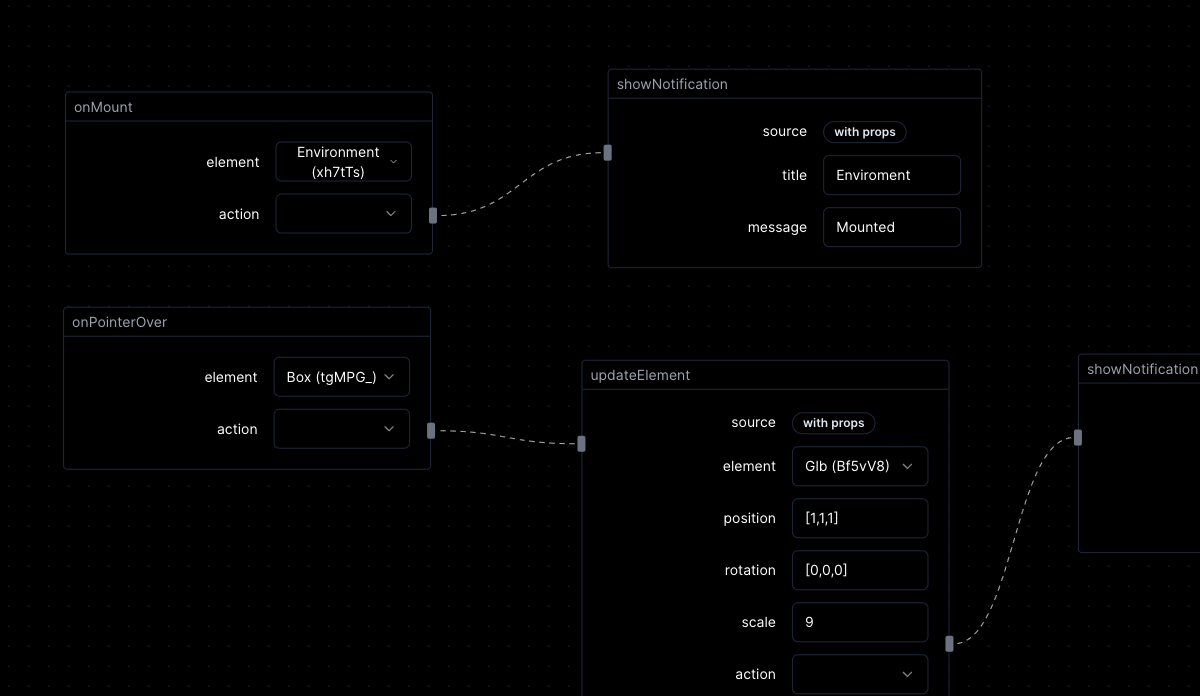 onMount
element
Environment
(xh7tTs)
action
showNotification
source with props
title Enviroment
message Mounted
onPointerOver
element Box (tgMPG_)
action
updateElement
source with props
element Glb (Bf5vV8)
position [1,1,1]
rotation [0,0,0]
scale 9
action
showNotification